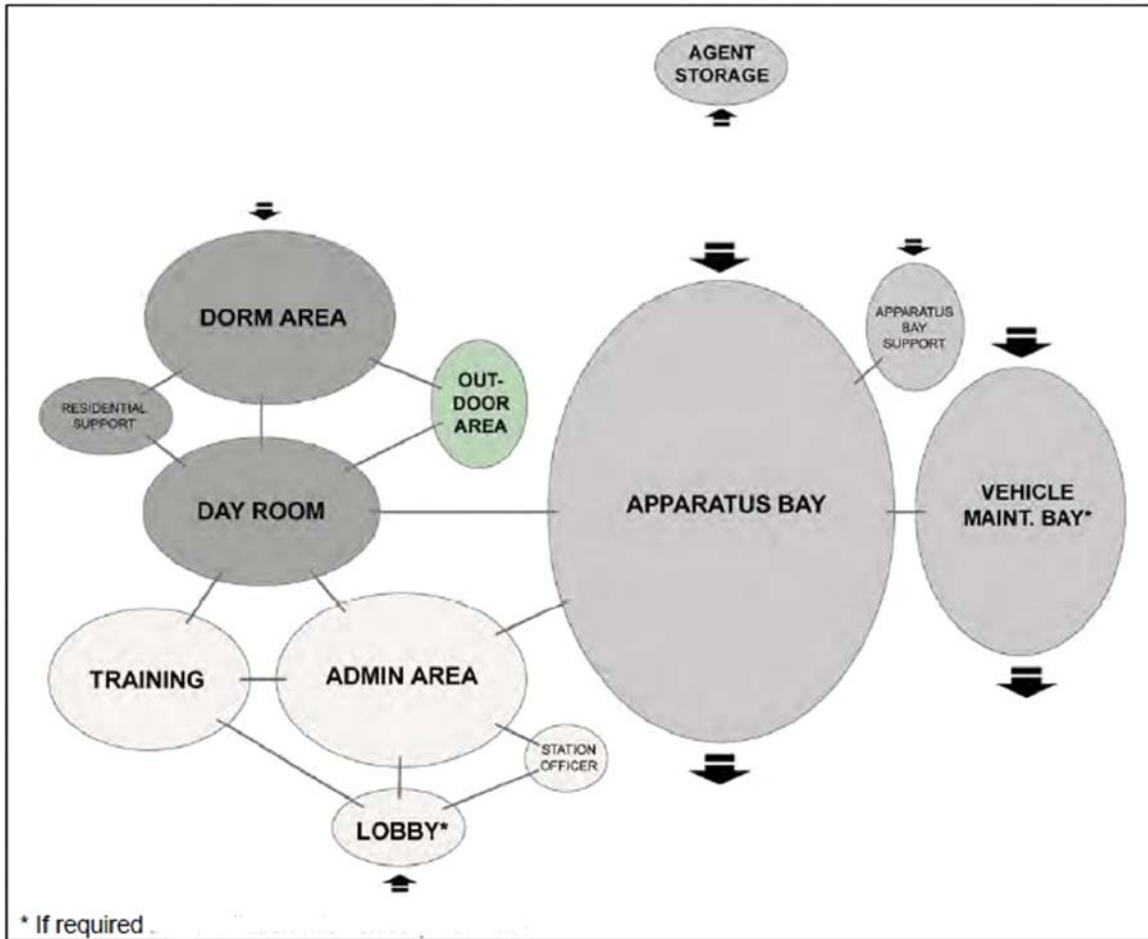 AGENT
STORAGE
DORM AREA
APPARATUS
BAY
SUPPORT
OUT-
DOOR
AREA
RESIDENTIAL
SUPPORT
DAY ROOM
APPARATUS BAY
VEHICLE
MAINT. BAY*
TRAINING
ADMIN AREA
STATION
OFFICER
LOBBY*
* If required